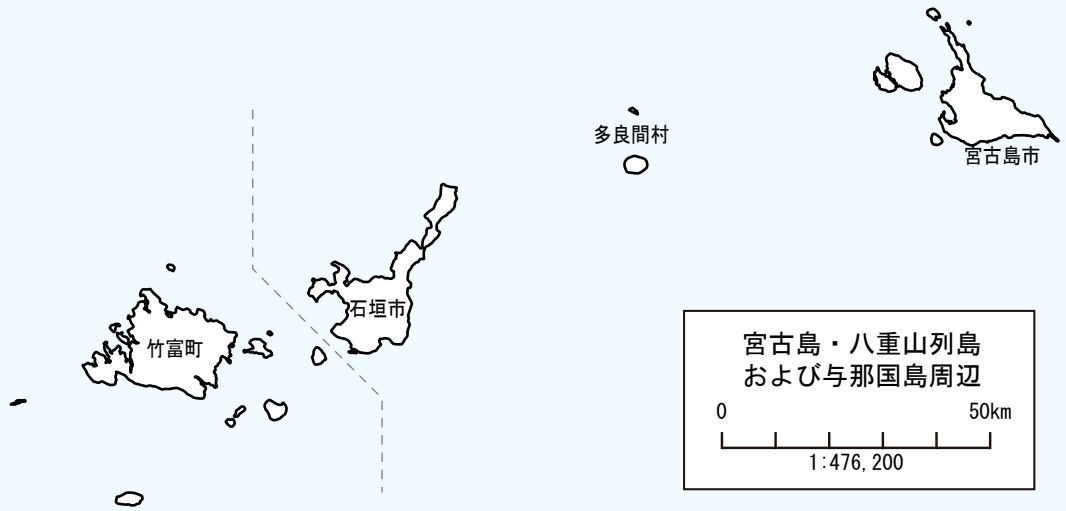 多良間村
宮古島市
石垣市
竹富町
宮古島・八重山列島
および与那国島周辺
0 50km
1:476,200